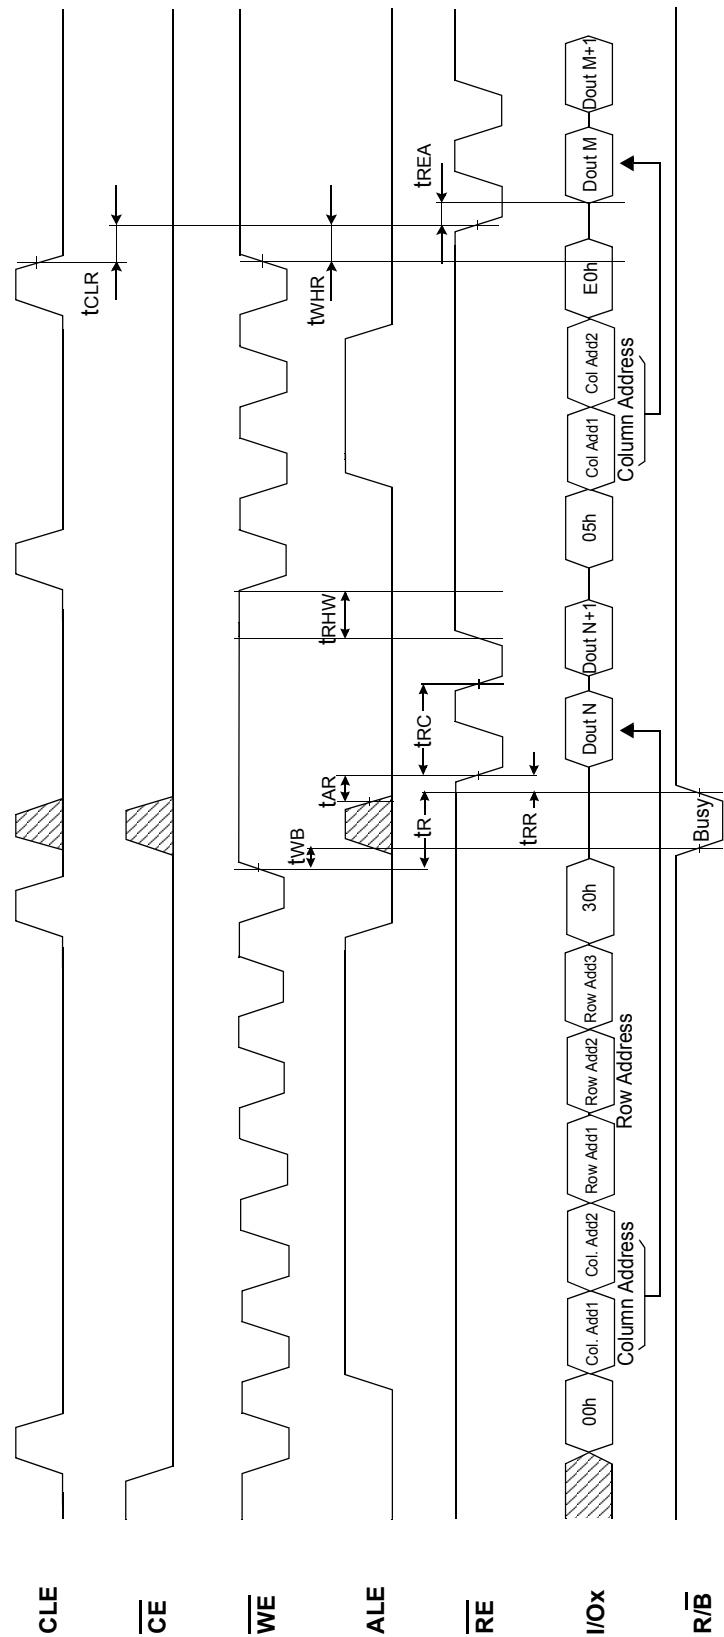 CLE
CE
WE
ALE
RE
I/Ox
R/B
tCLR
tWHR
tWB
tAR
tRHW
tR
tRC
tRR
tREA
00h
Col. Add1
Col. Add2
Row Add1
Row Add2
Row Add3
30h
Dout N
Dout N+1
05h
Col Add1
Col Add2
E0h
Dout M
Dout M+1
Column Address
Row Address
Column Address
Busy